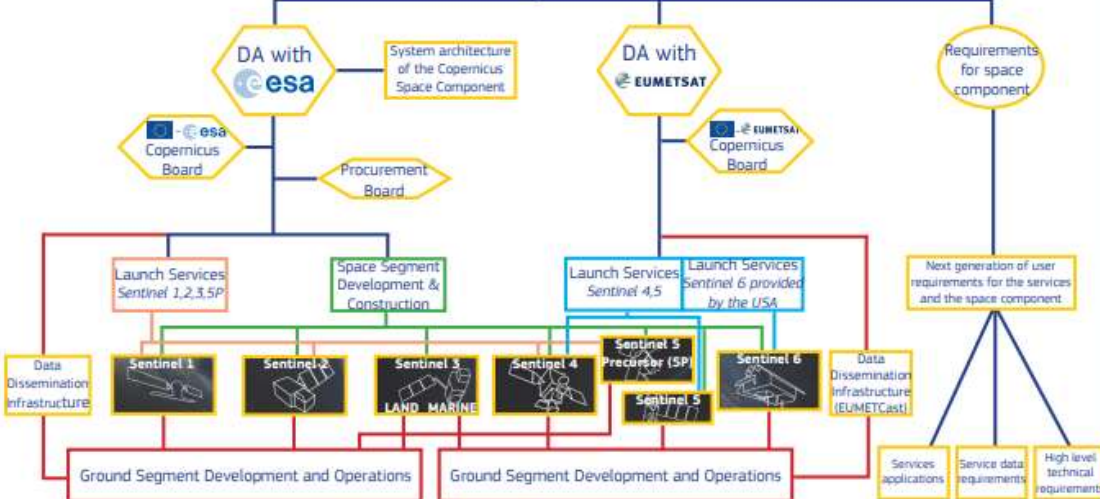 DA with
esa
System architecture
of the Copernicus
Space Component
DA with
EUMETSAT
Requirements
for space
component
- esa
Copernicus
Board
Procurement
Board
- EUMETSAT
Copernicus
Board
Launch Services
Sentinel 1,2,3,5P
Space Segment
Development &
Construction
Launch Services
Sentinel 4,5
Launch Services
Sentinel 6 provided
by the USA
Next generation of user
requirements for the services
and the space component
Data
Dissemination
Infrastructure
Sentinel 1
Sentinel 2
Sentinel 3
LAND MARINE
Sentinel 4
Sentinel 5
Precursor (5P)
Sentinel 5
Sentinel 6
Data
Dissemination
Infrastructure
(EUMETCast)
Ground Segment Development and Operations
Ground Segment Development and Operations
Services
applications
Service data
requirements
High level
technical
requirements